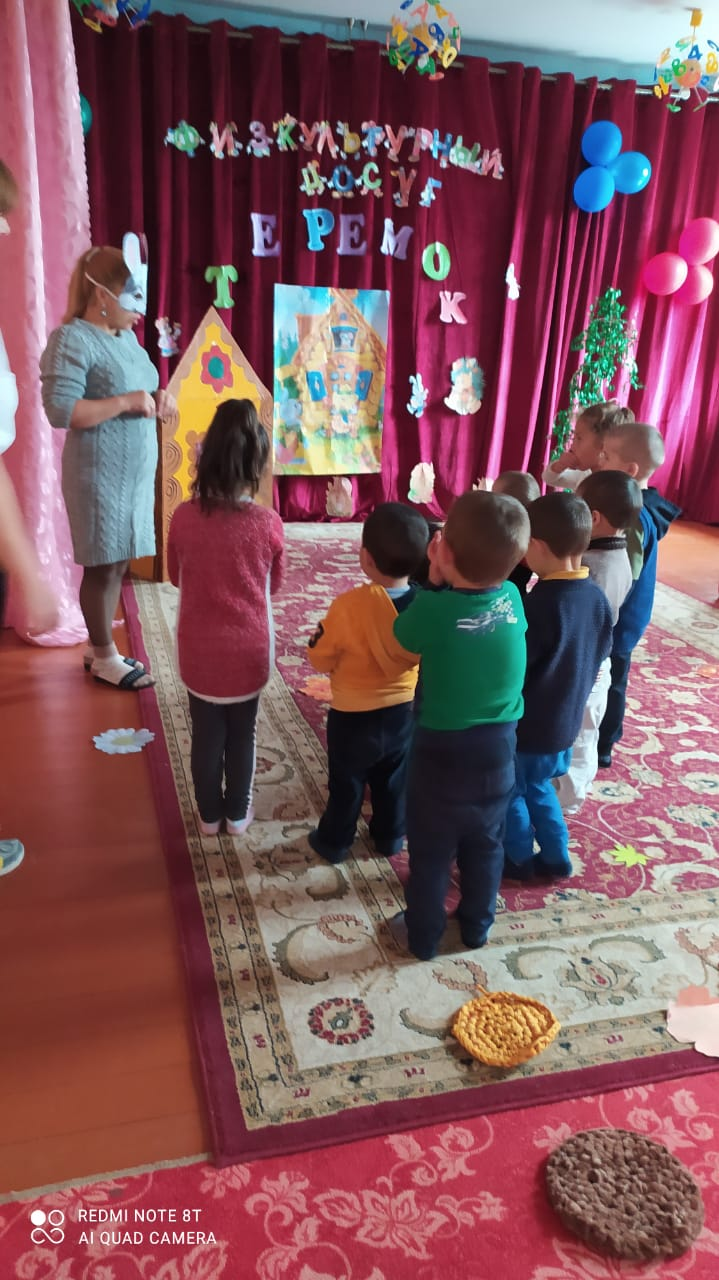 ФИЗКУЛЬТУРНЫЙ
ДОСУГ
ТЕРЕМОК
REDMI NOTE 8T
AI QUAD CAMERA